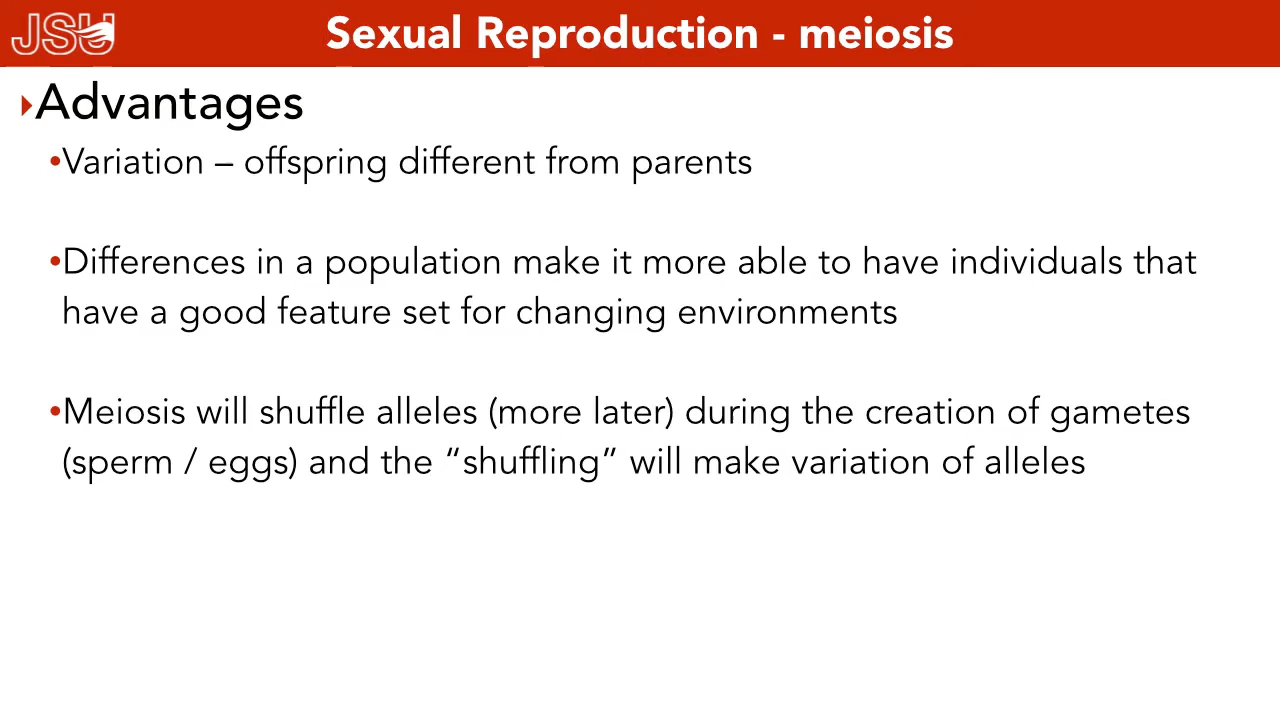 JSU
Sexual Reproduction - meiosis
Advantages
•Variation – offspring different from parents
•Differences in a population make it more able to have individuals that
have a good feature set for changing environments
•Meiosis will shuffle alleles (more later) during the creation of gametes
(sperm / eggs) and the “shuffling” will make variation of alleles